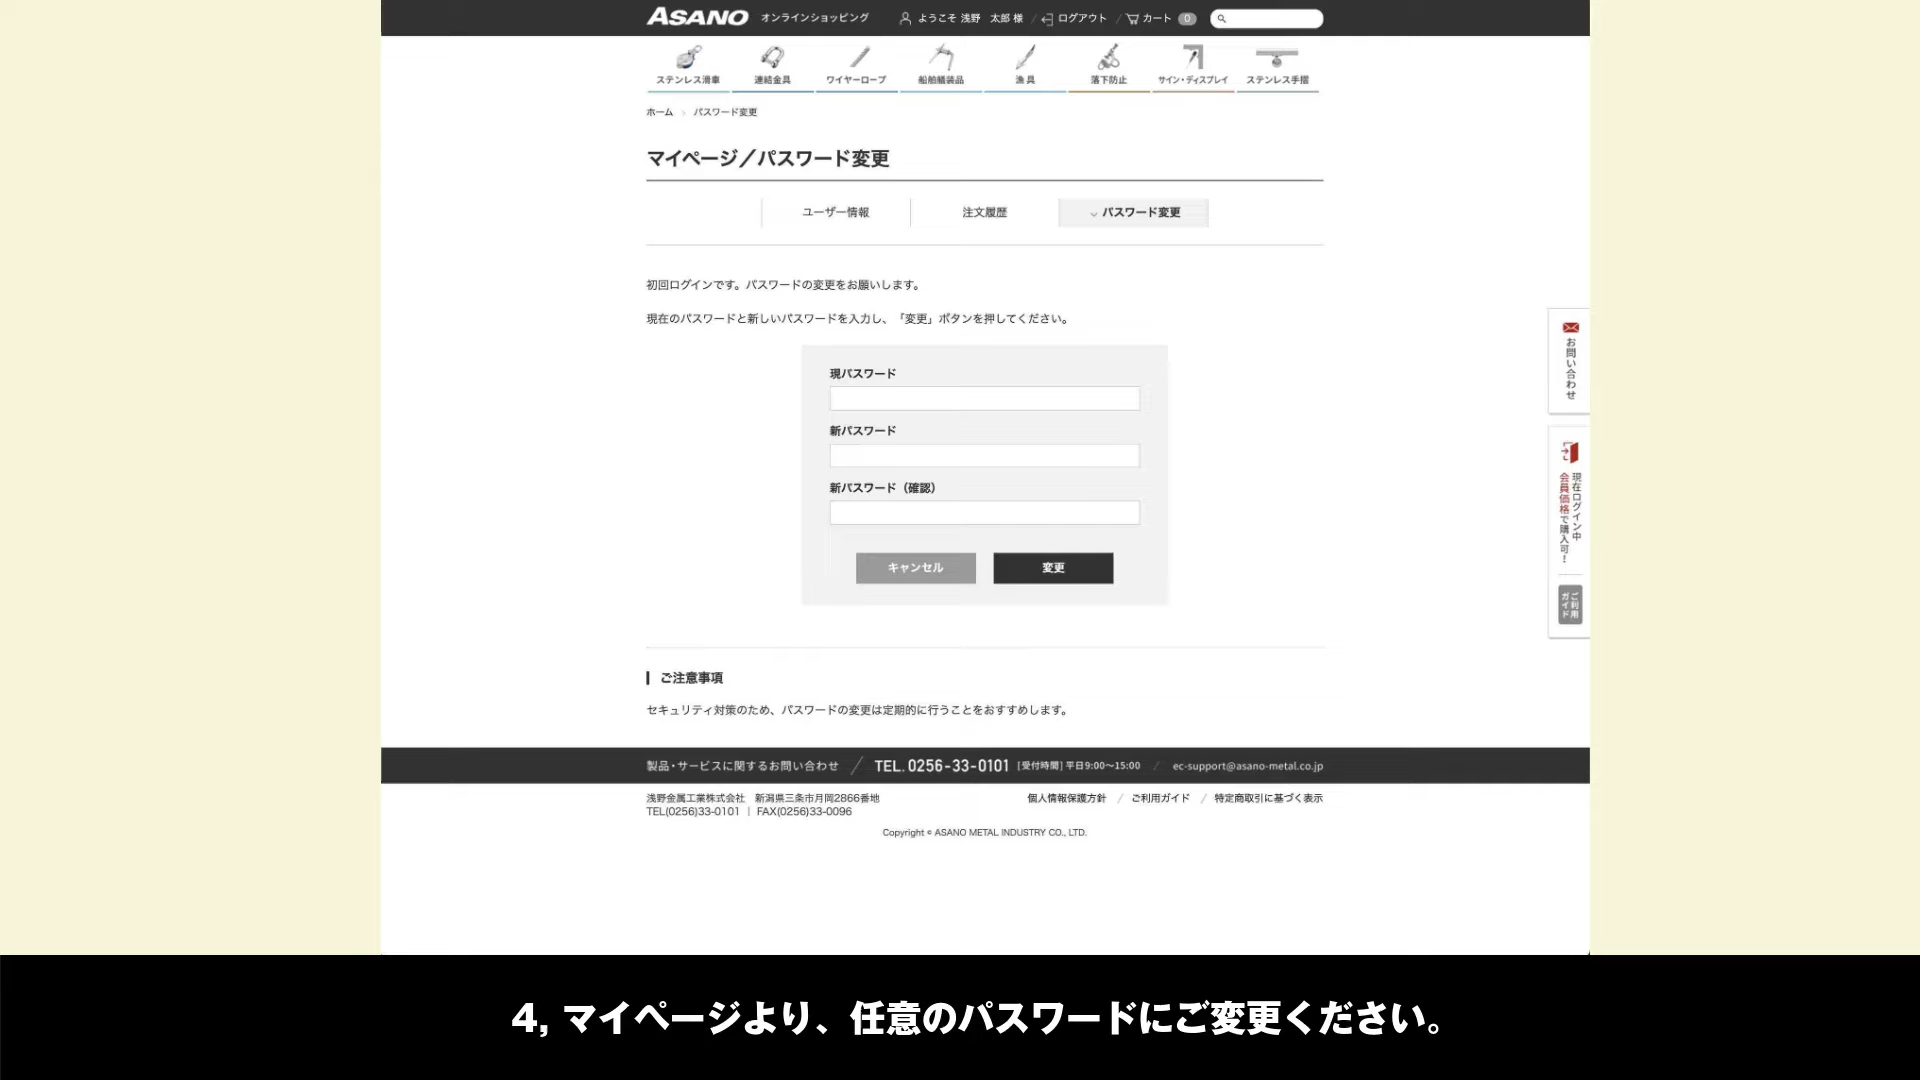 ASANO オンラインショッピング ようこそ 浅野 太郎 様 / ログアウト / カート 0
ステンレス滑車 連結金具 ワイヤーロープ 船舶艤装品 漁具 落下防止 サイン・ディスプレイ ステンレス手摺
ホーム > パスワード変更
マイページ／パスワード変更
ユーザー情報 注文履歴 パスワード変更
初回ログインです。パスワードの変更をお願いします。
現在のパスワードと新しいパスワードを入力し、「変更」ボタンを押してください。
現パスワード
新パスワード
新パスワード（確認）
キャンセル 変更
お問い合わせ
現在ログイン中
会員価格で購入可！
ご利用
ガイド
ご注意事項
セキュリティ対策のため、パスワードの変更は定期的に行うことをおすすめします。
製品・サービスに関するお問い合わせ / TEL.0256-33-0101 [受付時間] 平日9:00〜15:00 / ec-support@asano-metal.co.jp
浅野金属工業株式会社 新潟県三条市月岡2866番地
TEL(0256)33-0101 | FAX(0256)33-0096
個人情報保護方針 / ご利用ガイド / 特定商取引に基づく表示
Copyright © ASANO METAL INDUSTRY CO., LTD.
4, マイページより、任意のパスワードにご変更ください。